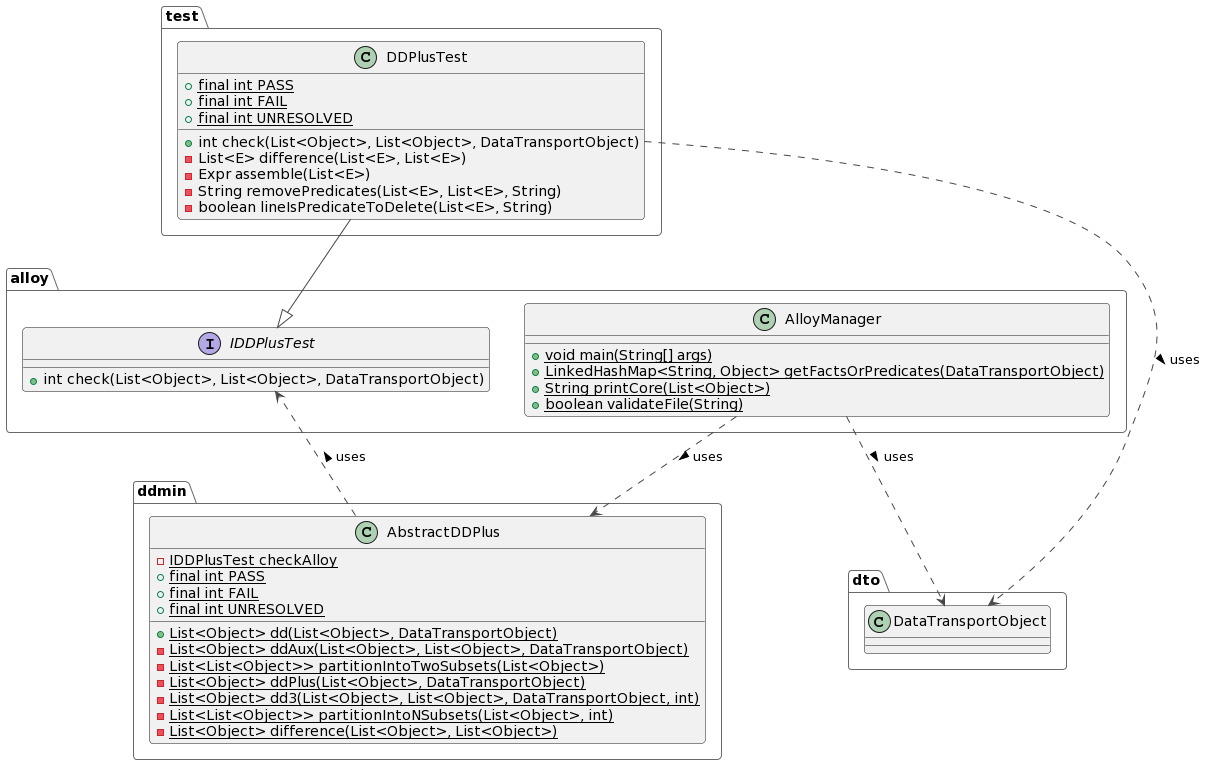 test
C DDPlusTest
final int PASS
final int FAIL
final int UNRESOLVED
int check(List<Object>, List<Object>, DataTransportObject)
List<E> difference(List<E>, List<E>)
Expr assemble(List<E>)
String removePredicates(List<E>, List<E>, String)
boolean lineIsPredicateToDelete(List<E>, String)
alloy
I IDDPlusTest
int check(List<Object>, List<Object>, DataTransportObject)
C AlloyManager
void main(String[] args)
LinkedHashMap<String, Object> getFactsOrPredicates(DataTransportObject)
String printCore(List<Object>)
boolean validateFile(String)
uses
uses
uses
uses
ddmin
C AbstractDDPlus
IDDPlusTest checkAlloy
final int PASS
final int FAIL
final int UNRESOLVED
List<Object> dd(List<Object>, DataTransportObject)
List<Object> ddAux(List<Object>, List<Object>, DataTransportObject)
List<List<Object>> partitionIntoTwoSubsets(List<Object>)
List<Object> ddPlus(List<Object>, DataTransportObject)
List<Object> dd3(List<Object>, List<Object>, DataTransportObject, int)
List<List<Object>> partitionIntoNSubsets(List<Object>, int)
List<Object> difference(List<Object>, List<Object>)
dto
C DataTransportObject